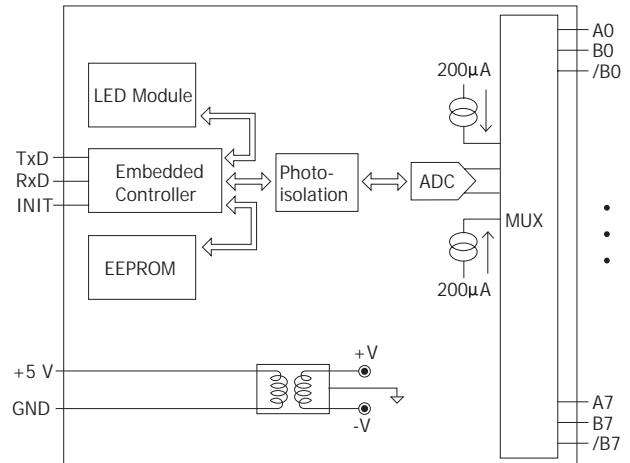 A0
B0
/B0
200µA
LED Module
TxD
RxD
INIT
Embedded
Controller
Photo-
isolation
ADC
MUX
EEPROM
200µA
+5 V
GND
+V
-V
A7
B7
/B7